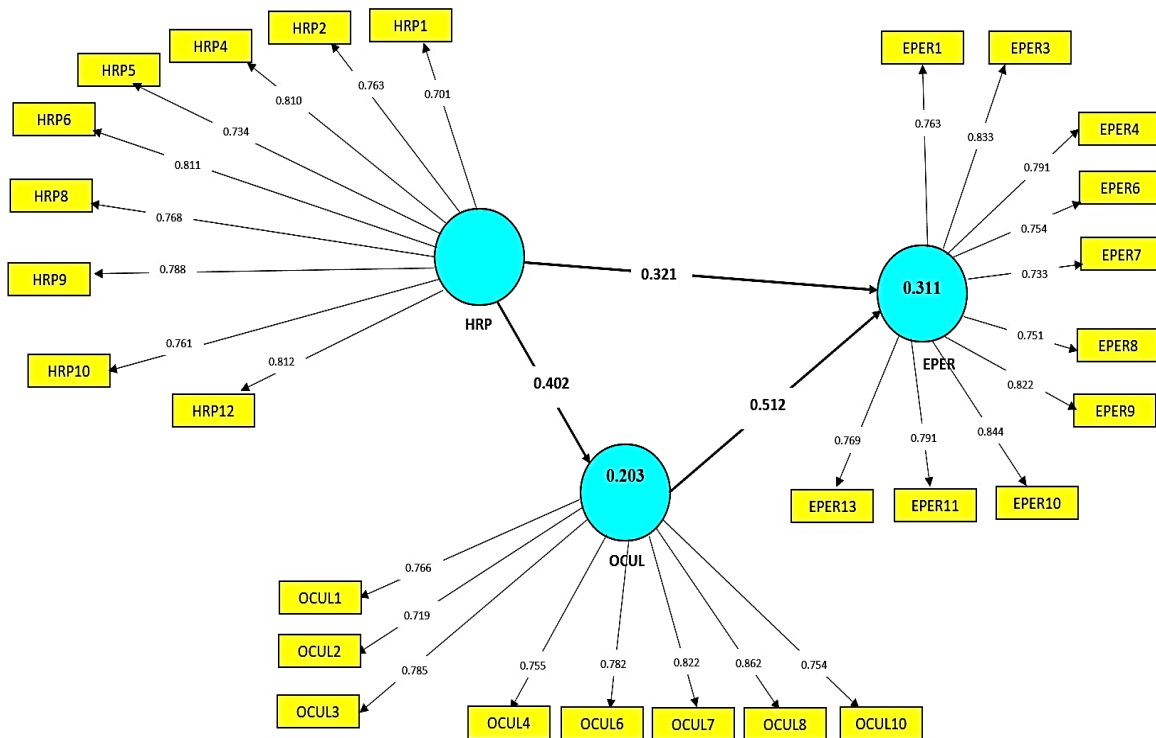 HRP1
HRP2
HRP4
HRP5
HRP6
HRP8
HRP9
HRP10
HRP12
0.701
0.763
0.810
0.734
0.811
0.768
0.788
0.761
0.812
HRP
0.321
0.402
0.512
EPER1
EPER3
EPER4
EPER6
EPER7
EPER8
EPER9
EPER10
EPER11
EPER13
0.763
0.833
0.791
0.754
0.733
0.751
0.822
0.844
0.791
0.769
0.311
EPER
0.203
OCUL
0.766
0.719
0.785
0.755
0.782
0.822
0.862
0.754
OCUL1
OCUL2
OCUL3
OCUL4
OCUL6
OCUL7
OCUL8
OCUL10